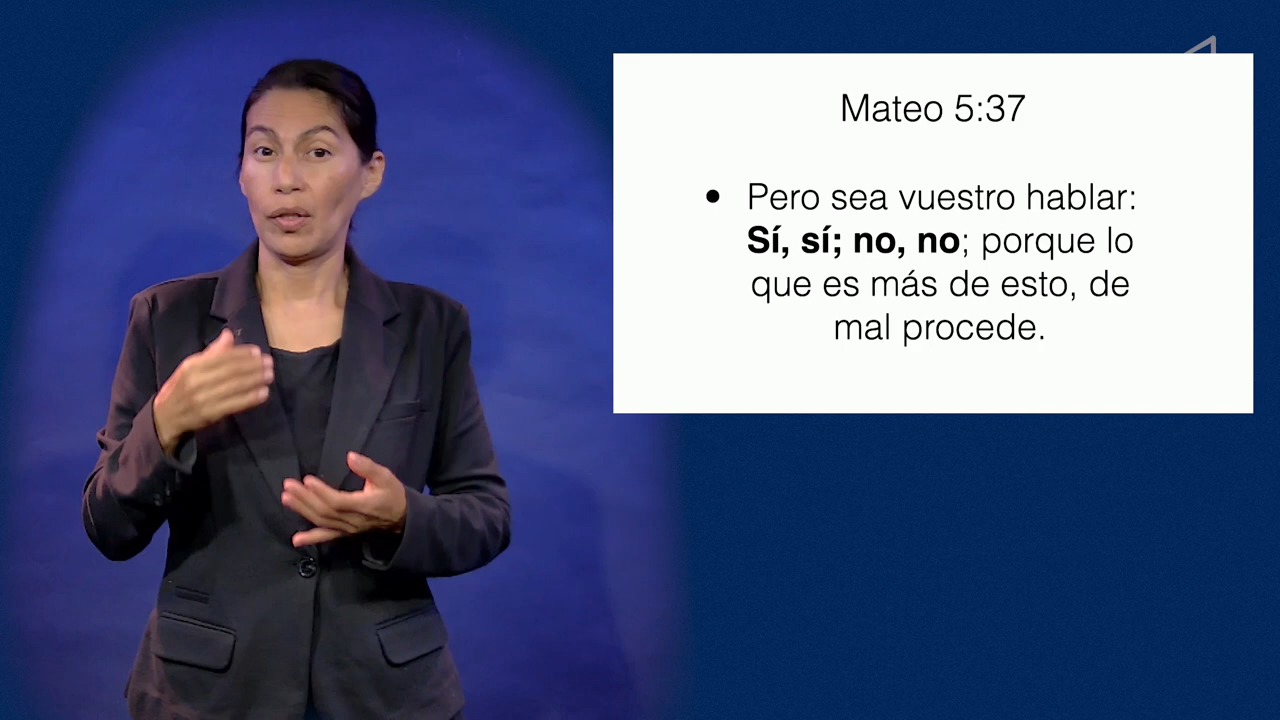 Mateo 5:37
• Pero sea vuestro hablar:
Sí, sí; no, no; porque lo
que es más de esto, de
mal procede.